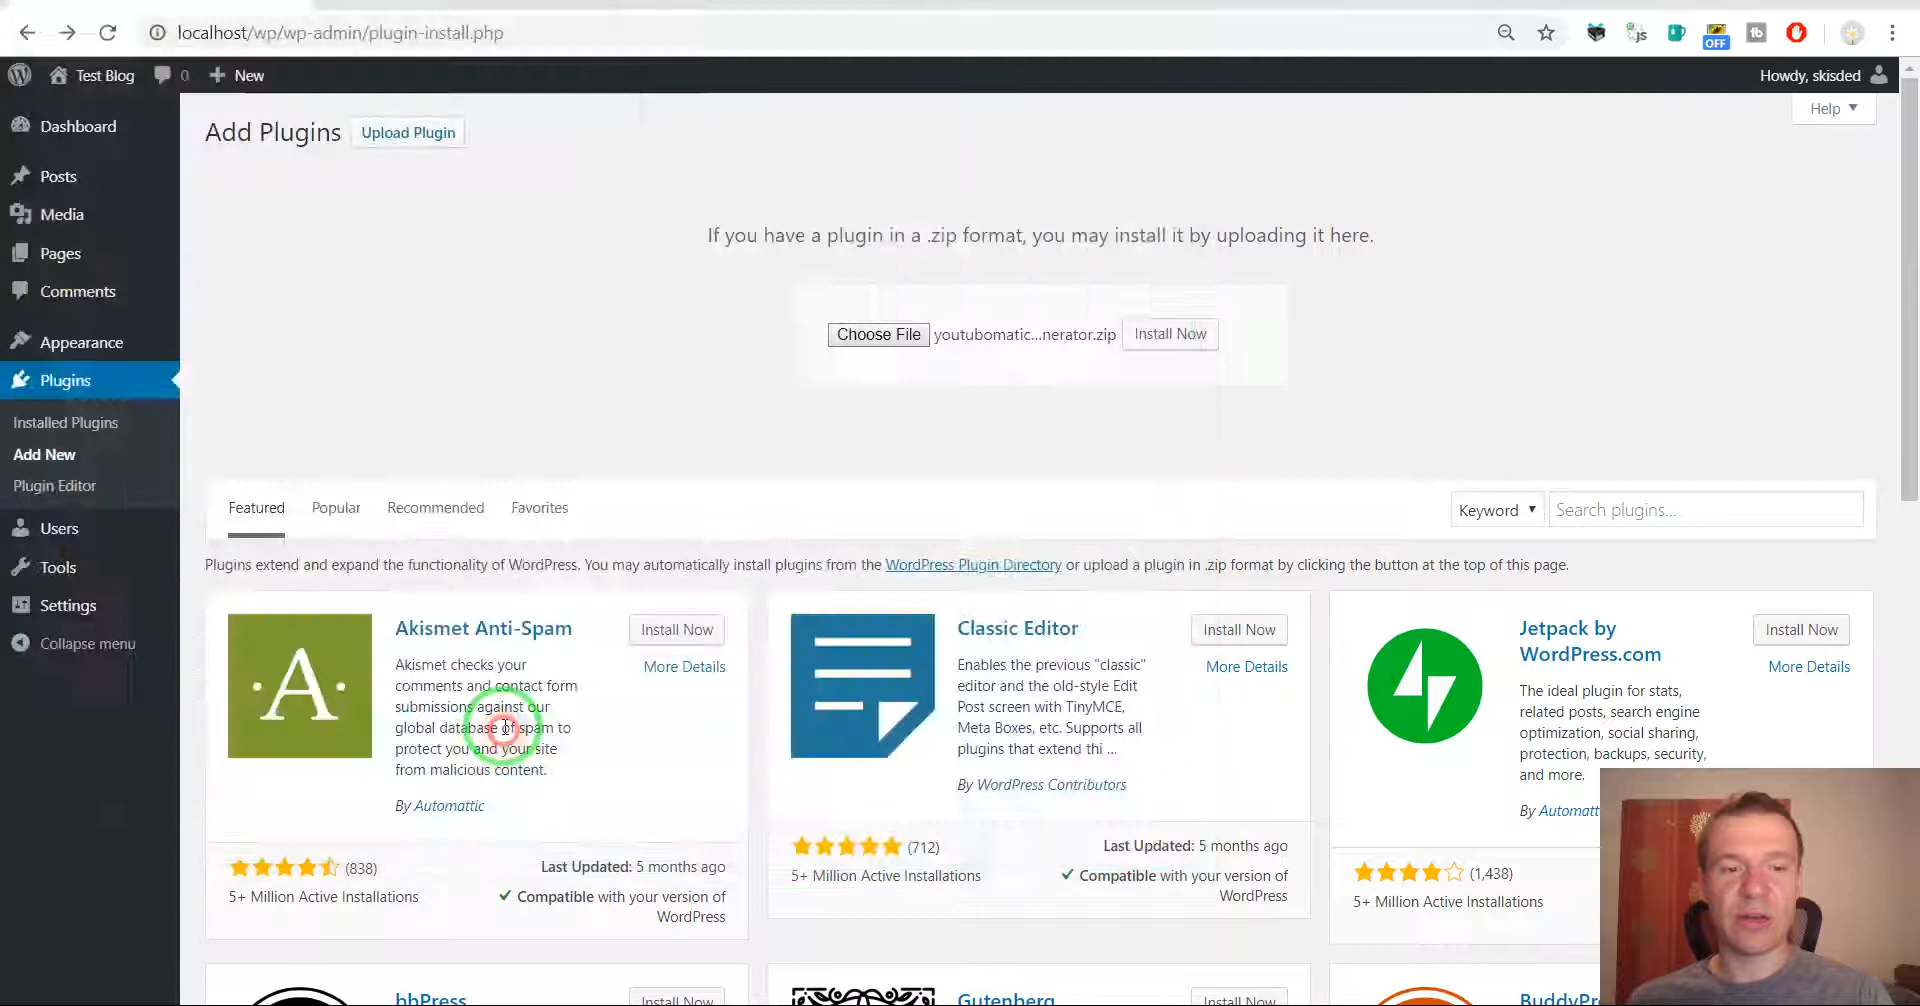 localhost/wp/wp-admin/plugin-install.php
js
OFF
Test Blog
0
New
Howdy, skisded
Dashboard
Posts
Media
Pages
Comments
Appearance
Plugins
Installed Plugins
Add New
Plugin Editor
Users
Tools
Settings
Collapse menu
Add Plugins
Upload Plugin
Help
If you have a plugin in a .zip format, you may install it by uploading it here.
Choose File youtubomatic...nerator.zip Install Now
Featured Popular Recommended Favorites Keyword Search plugins...
Plugins extend and expand the functionality of WordPress. You may automatically install plugins from the WordPress Plugin Directory or upload a plugin in .zip format by clicking the button at the top of this page.
A
Akismet Anti-Spam
Install Now
More Details
Akismet checks your
comments and contact form
submissions against our
global database of spam to
protect you and your site
from malicious content.
By Automattic
(838)
5+ Million Active Installations
Last Updated: 5 months ago
Compatible with your version of
WordPress
Classic Editor
Install Now
More Details
Enables the previous "classic"
editor and the old-style Edit
Post screen with TinyMCE,
Meta Boxes, etc. Supports all
plugins that extend thi ...
By WordPress Contributors
(712)
5+ Million Active Installations
Last Updated: 5 months ago
Compatible with your version of
WordPress
Jetpack by
WordPress.com
Install Now
More Details
The ideal plugin for stats,
related posts, search engine
optimization, social sharing,
protection, backups, security,
and more.
By Automatt
(1,438)
5+ Million Active Installations
bbPress
Install Now
Gutenberg
Install Now
BuddyPr